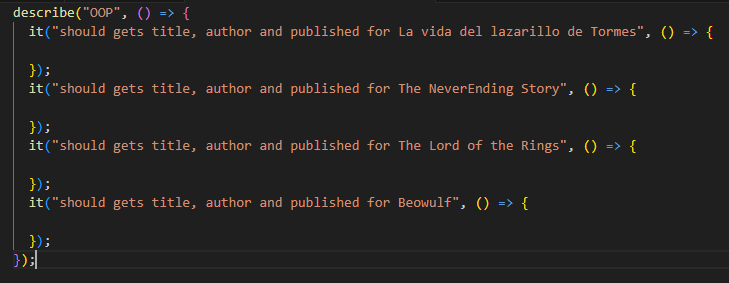 describe("OOP", () => {
it("should gets title, author and published for La vida del lazarillo de Tormes", () => {
});
it("should gets title, author and published for The NeverEnding Story", () => {
});
it("should gets title, author and published for The Lord of the Rings", () => {
});
it("should gets title, author and published for Beowulf", () => {
});
});